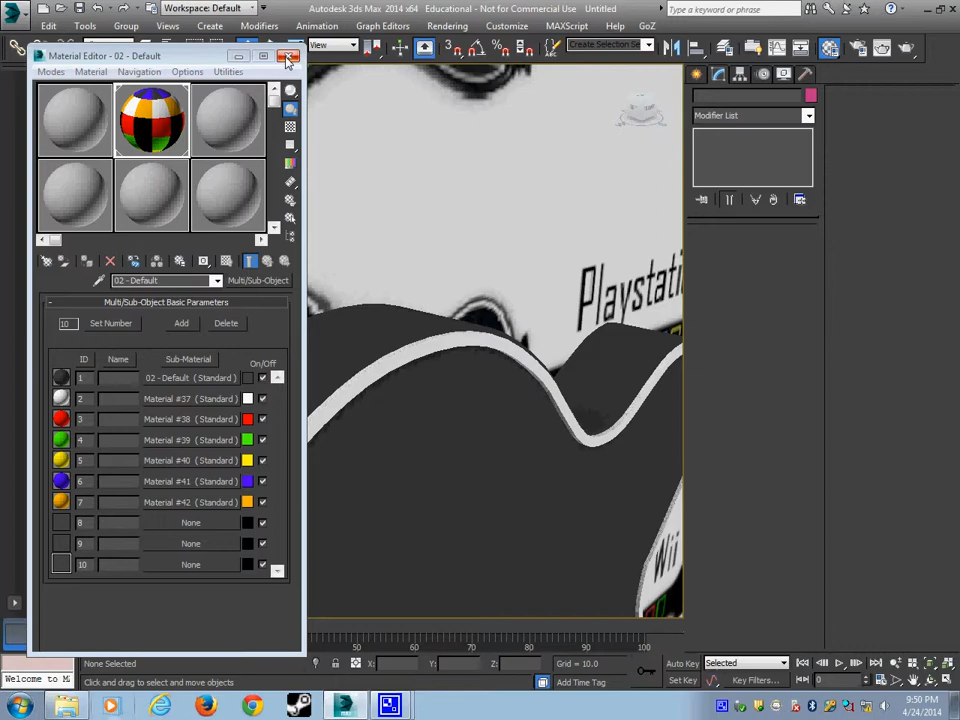 Workspace: Default
Autodesk 3ds Max 2014 x64
Educational - Not for Commercial Use
Untitled
Type a keyword or phrase
Edit Tools Group Views Create Modifiers Animation Graph Editors Rendering Customize MAXScript Help GoZ
View
3
Create Selection Se
Material Editor - 02 - Default
Modes Material Navigation Options Utilities
02 - Default
Multi/Sub-Object
Multi/Sub-Object Basic Parameters
10 Set Number Add Delete
ID Name Sub-Material On/Off
1 02 - Default (Standard)
2 Material #37 (Standard)
3 Material #38 (Standard)
4 Material #39 (Standard)
5 Material #40 (Standard)
6 Material #41 (Standard)
7 Material #42 (Standard)
8 None
9 None
10 None
Playstati
Wii
Modifier List
50 60 70 80 90 100
None Selected
X: Y: Z: Grid = 10.0
Auto Key Selected
Set Key Key Filters...
0
Welcome to M
Click and drag to select and move objects
Add Time Tag
9:50 PM
4/24/2014